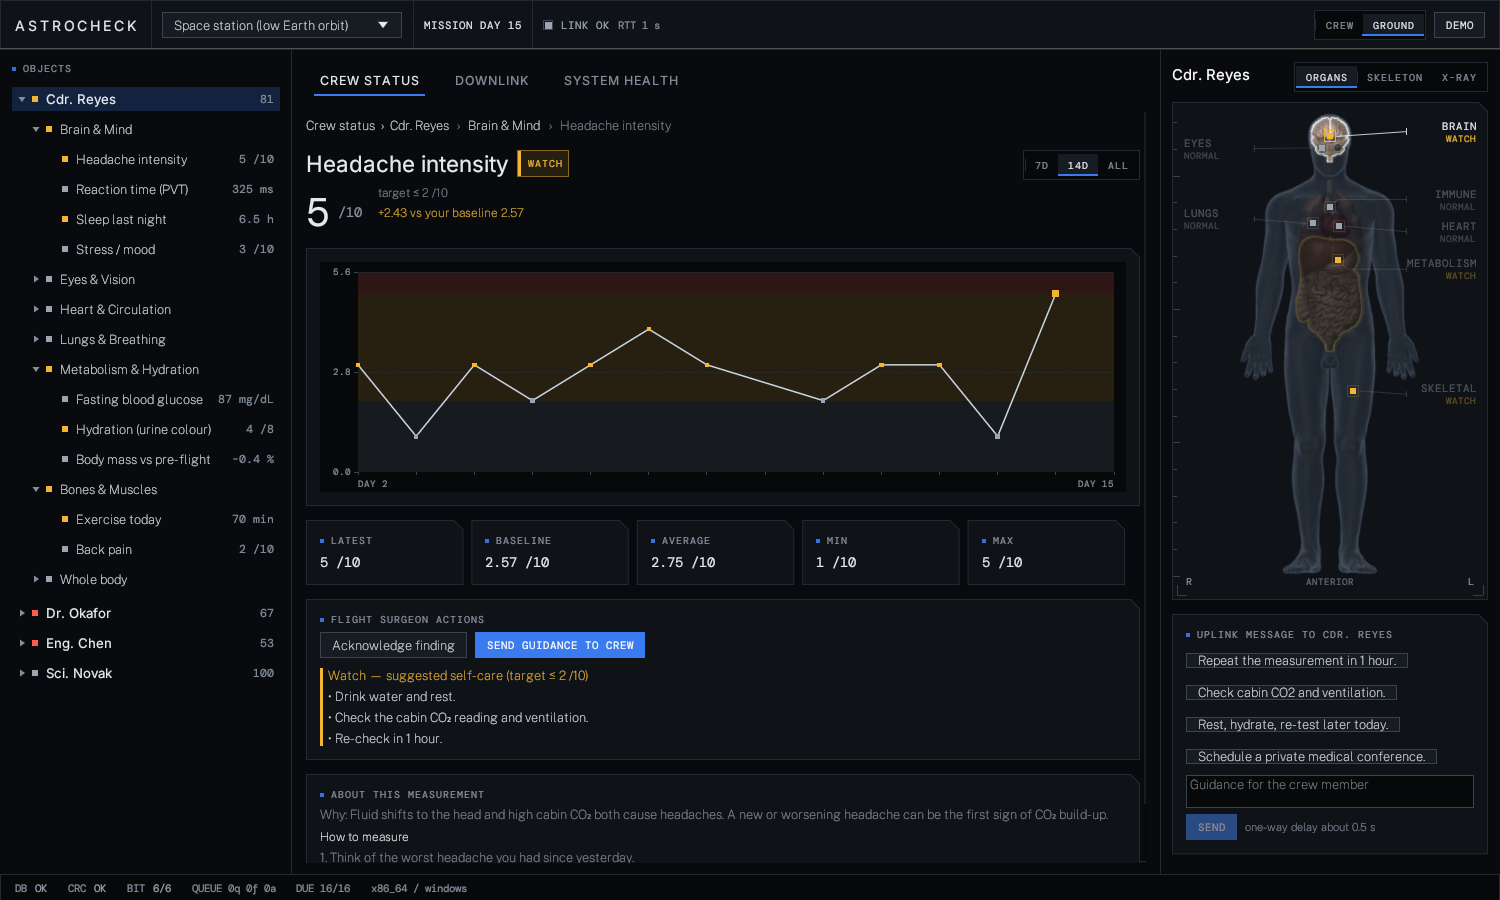 ASTROCHECK
Space station (low Earth orbit)
MISSION DAY 15
LINK OK RTT 1 s
CREW
GROUND
DEMO
OBJECTS
Cdr. Reyes 81
Brain & Mind
Headache intensity 5 /10
Reaction time (PVT) 325 ms
Sleep last night 6.5 h
Stress / mood 3 /10
Eyes & Vision
Heart & Circulation
Lungs & Breathing
Metabolism & Hydration
Fasting blood glucose 87 mg/dL
Hydration (urine colour) 4 /8
Body mass vs pre-flight -0.4 %
Bones & Muscles
Exercise today 70 min
Back pain 2 /10
Whole body
Dr. Okafor 67
Eng. Chen 53
Sci. Novak 100
CREW STATUS
DOWNLINK
SYSTEM HEALTH
Crew status › Cdr. Reyes › Brain & Mind › Headache intensity
Headache intensity WATCH
7D 14D ALL
5 /10
target ≤ 2 /10
+2.43 vs your baseline 2.57
5.6
2.8
0.0
DAY 2
DAY 15
LATEST
5 /10
BASELINE
2.57 /10
AVERAGE
2.75 /10
MIN
1 /10
MAX
5 /10
FLIGHT SURGEON ACTIONS
Acknowledge finding
SEND GUIDANCE TO CREW
Watch — suggested self-care (target ≤ 2 /10)
• Drink water and rest.
• Check the cabin CO₂ reading and ventilation.
• Re-check in 1 hour.
ABOUT THIS MEASUREMENT
Why: Fluid shifts to the head and high cabin CO₂ both cause headaches. A new or worsening headache can be the first sign of CO₂ build-up.
How to measure
1. Think of the worst headache you had since yesterday.
Cdr. Reyes
ORGANS SKELETON X-RAY
BRAIN
WATCH
EYES
NORMAL
IMMUNE
NORMAL
LUNGS
NORMAL
HEART
NORMAL
METABOLISM
WATCH
SKELETAL
WATCH
R
ANTERIOR
L
UPLINK MESSAGE TO CDR. REYES
Repeat the measurement in 1 hour.
Check cabin CO2 and ventilation.
Rest, hydrate, re-test later today.
Schedule a private medical conference.
Guidance for the crew member
SEND
one-way delay about 0.5 s
DB OK CRC OK BIT 6/6 QUEUE 0q 0f 0a DUE 16/16 x86_64 / windows